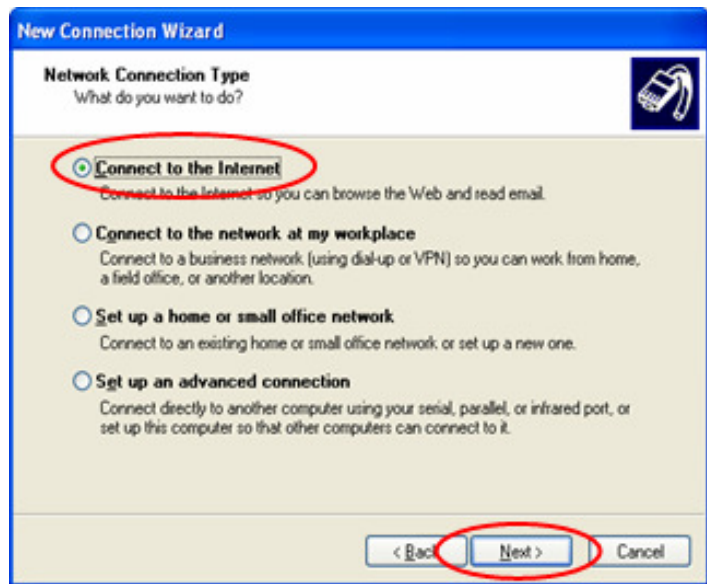 New Connection Wizard
Network Connection Type
What do you want to do?
Connect to the Internet
Connect to the Internet so you can browse the Web and read email.
Connect to the network at my workplace
Connect to a business network (using dial-up or VPN) so you can work from home,
a field office, or another location.
Set up a home or small office network
Connect to an existing home or small office network or set up a new one.
Set up an advanced connection
Connect directly to another computer using your serial, parallel, or infrared port, or
set up this computer so that other computers can connect to it.
< Back Next > Cancel